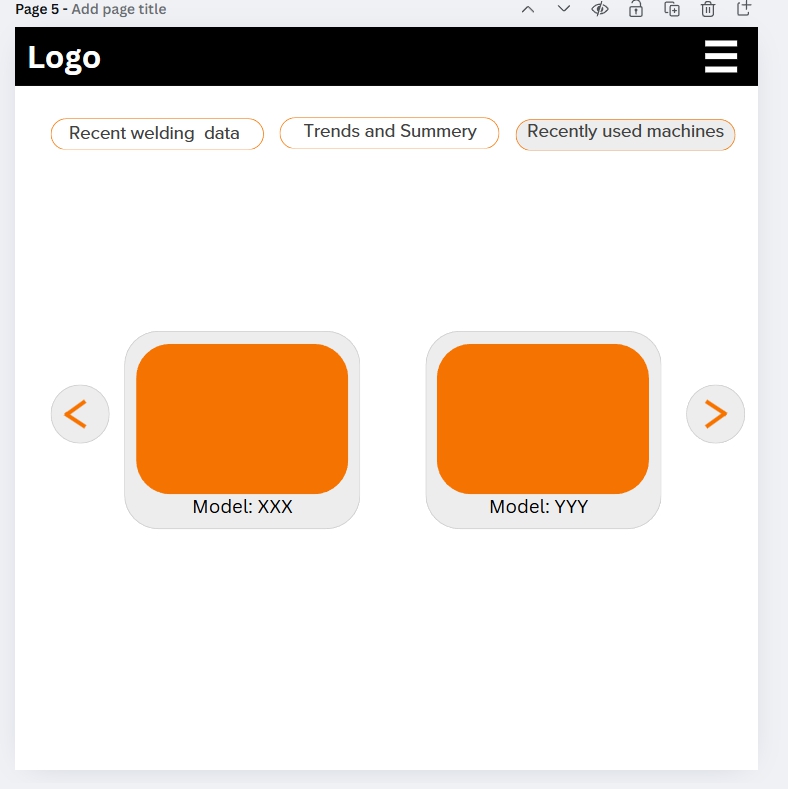 Page 5 - Add page title
Logo
Recent welding  data
Trends and Summery
Recently used machines
Model: XXX
Model: YYY